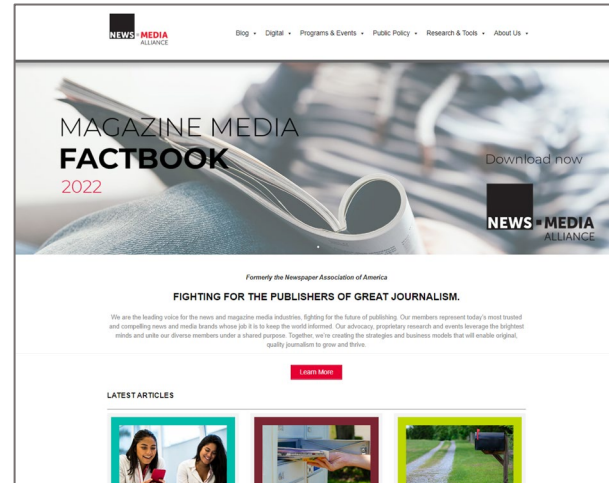 NEWS MEDIA
ALLIANCE
Blog Digital Programs & Events Public Policy Research & Tools About Us
MAGAZINE MEDIA
FACTBOOK
2022
Download now
NEWS MEDIA
ALLIANCE
Formerly the Newspaper Association of America
FIGHTING FOR THE PUBLISHERS OF GREAT JOURNALISM.
We are the leading voice for the news and magazine media industries, fighting for the future of publishing. Our members represent today's most trusted
and compelling news and media brands whose job it is to keep the world informed. Our advocacy, proprietary research and events leverage the brightest
minds and unite our diverse members under a shared purpose. Together, we're creating the strategies and business models that will enable original,
quality journalism to grow and thrive.
Learn More
LATEST ARTICLES